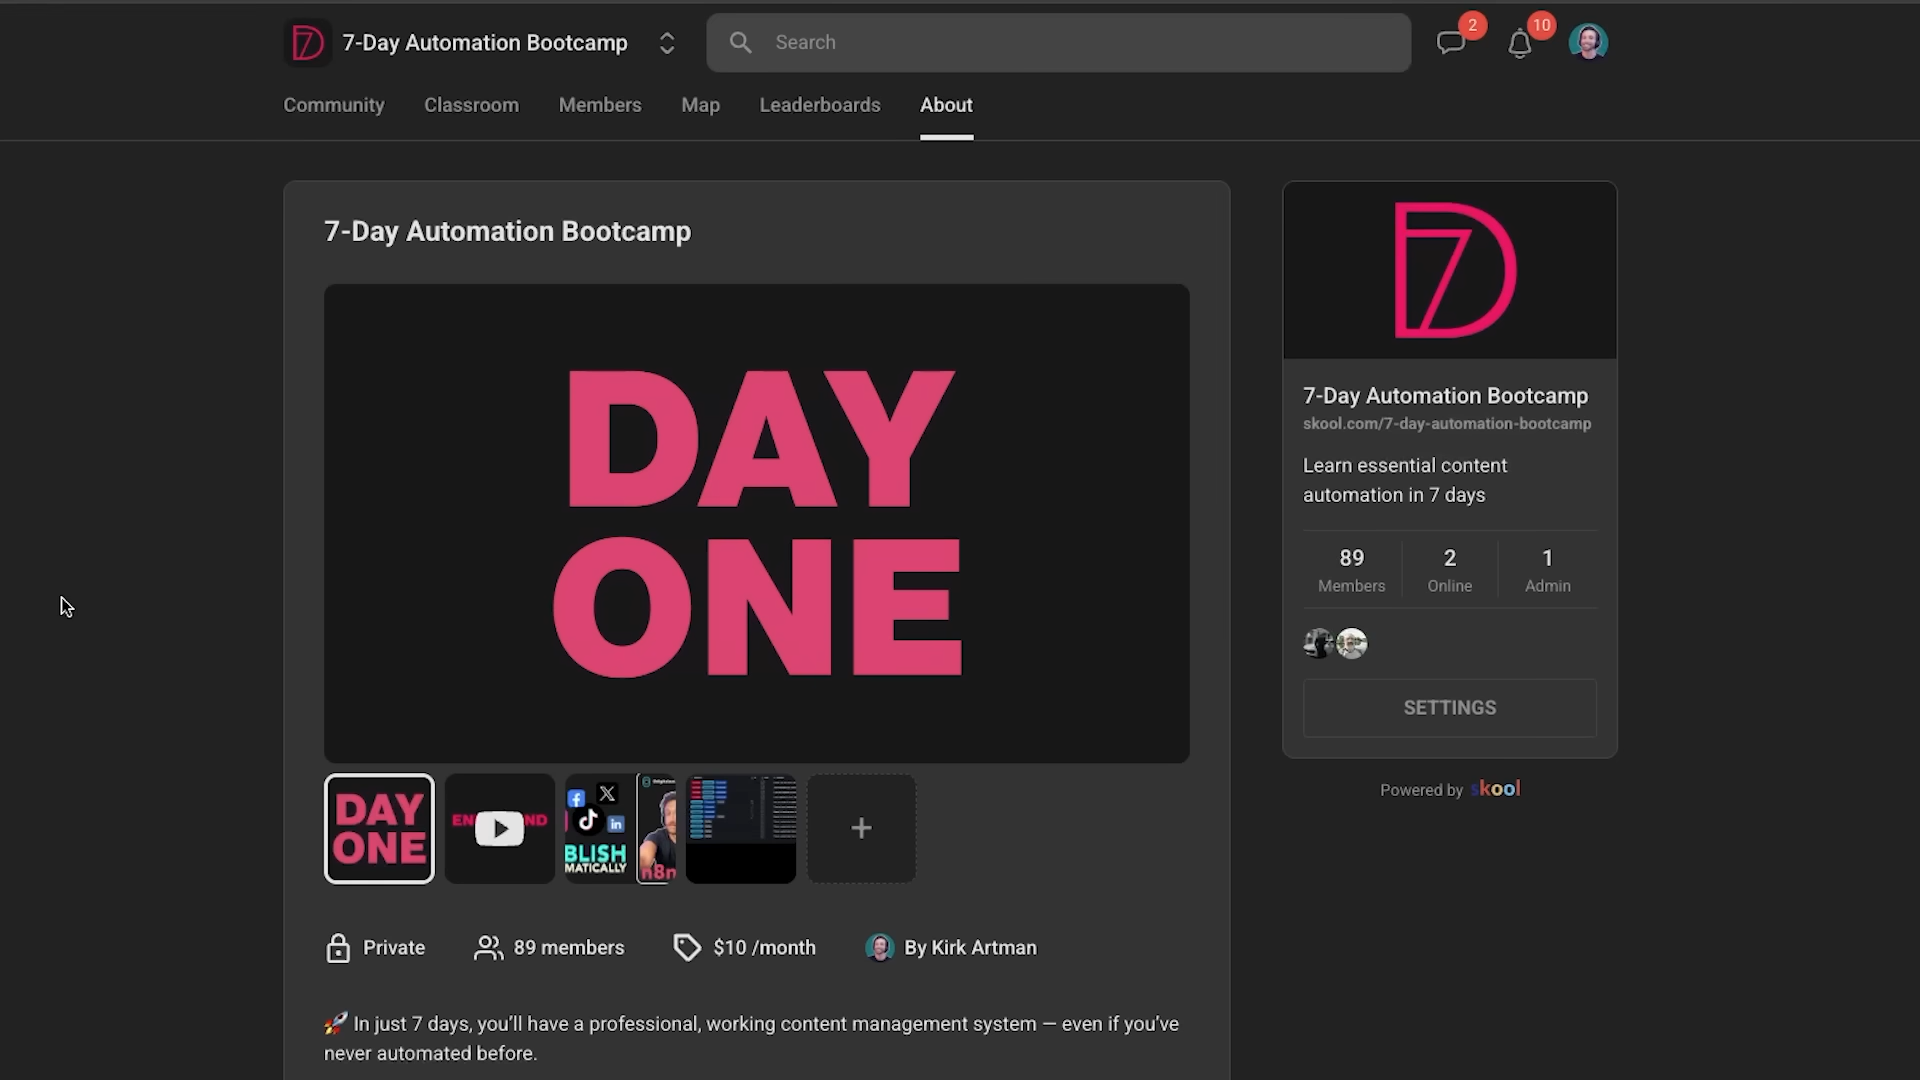 7-Day Automation Bootcamp
Search
2
10
Community
Classroom
Members
Map
Leaderboards
About
7-Day Automation Bootcamp
DAY
ONE
DAY
ONE
EN
ND
X
f
in
BLISH
MATICALLY
n8n
+
Private
89 members
$10 /month
By Kirk Artman
🚀 In just 7 days, you’ll have a professional, working content management system — even if you’ve
never automated before.
7
7-Day Automation Bootcamp
skool.com/7-day-automation-bootcamp
Learn essential content
automation in 7 days
89
Members
2
Online
1
Admin
SETTINGS
Powered by skool